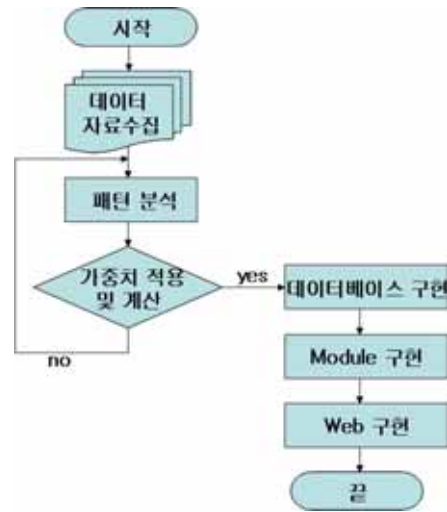 시작
데이터
자료수집
패턴 분석
가중치 적용
및 계산
yes
no
데이터베이스 구현
Module 구현
Web 구현
끝